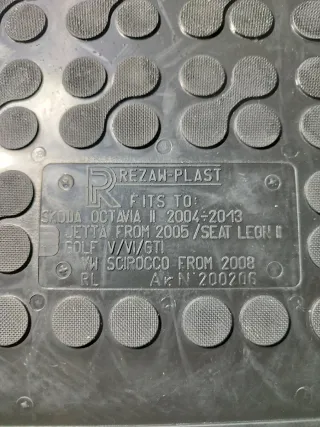 R REZAW-PLAST
FITS TO:
SKODA OCTAVIA II 2004÷2013
JETTA FROM 2005/SEAT LEON II
GOLF V/VI/GTI
VW SCIROCCO FROM 2008
RL Ar N° 200206